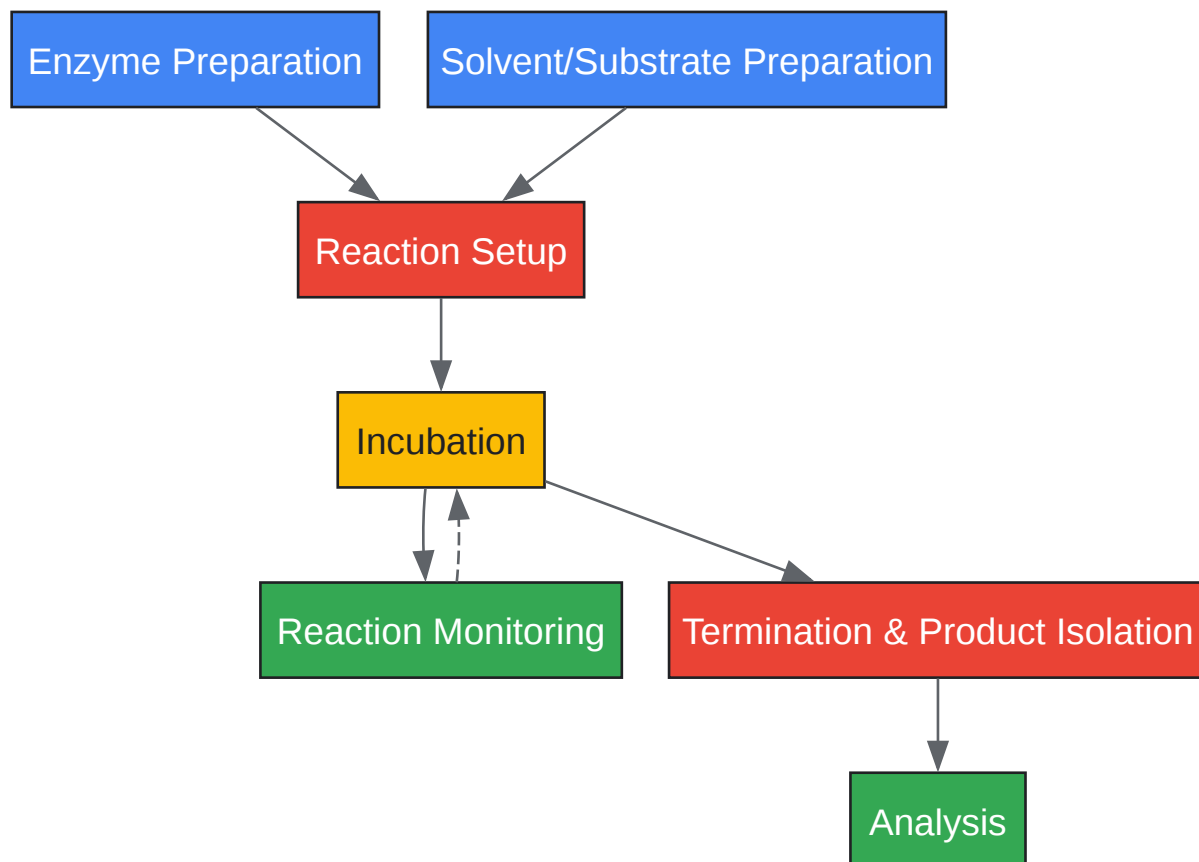 Enzyme Preparation
Solvent/Substrate Preparation
Reaction Setup
Incubation
Reaction Monitoring
Termination & Product Isolation
Analysis